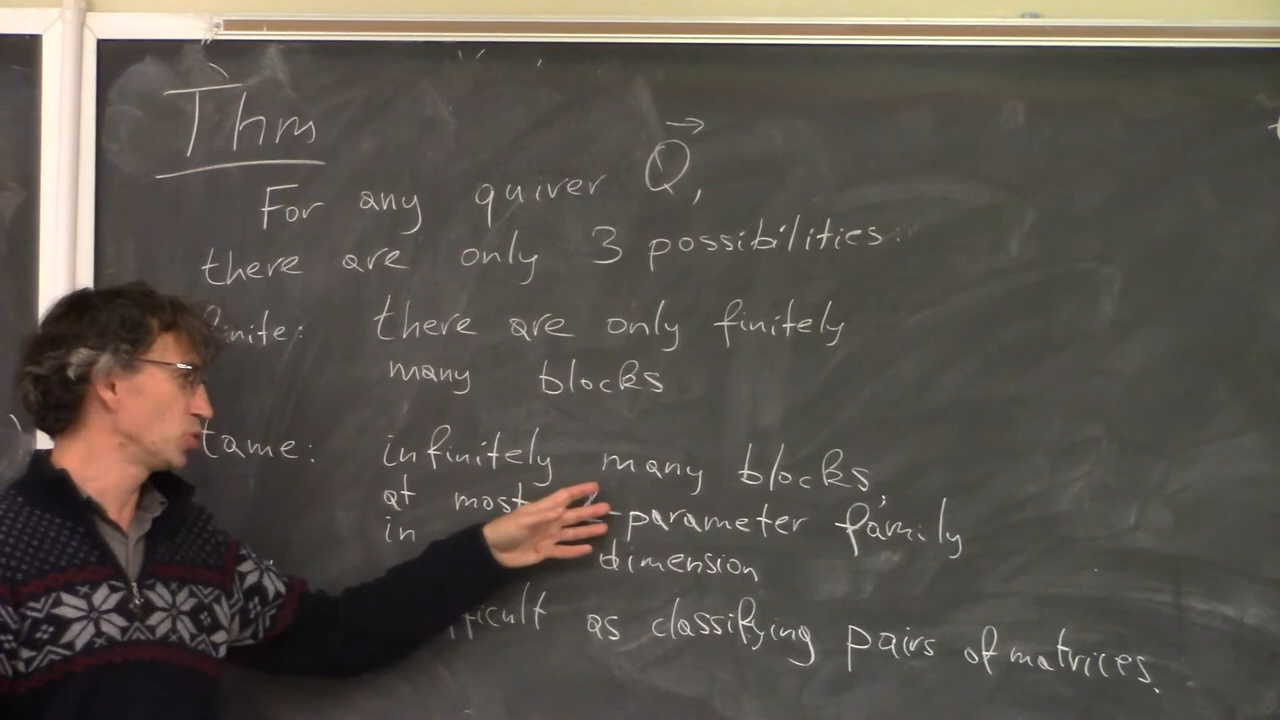 Thm
For any quiver Q,
there are only 3 possibilities:
finite: there are only finitely
many blocks
tame: infinitely many blocks,
at most -parameter family
in dimension
as classifying pairs of matrices.